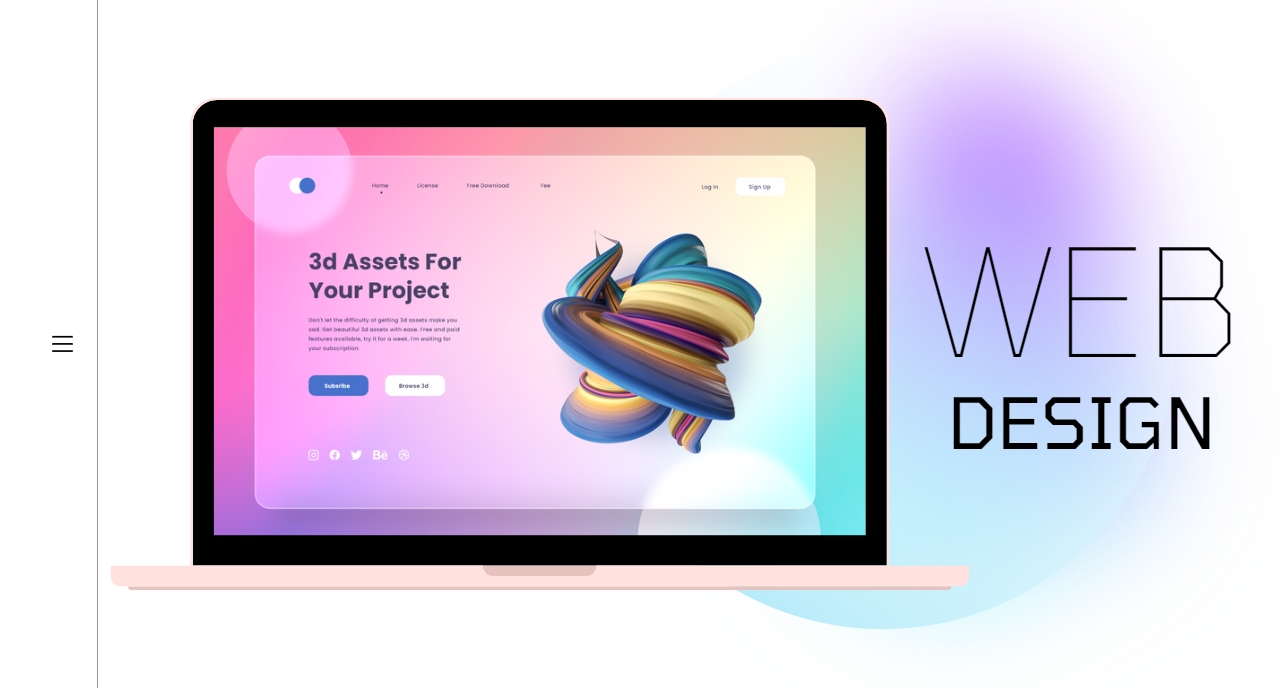 Home License Free Download Fee Log In Sign Up
3d Assets For
Your Project
Don't let the difficulty of getting 3d assets make you
sad. Get beautiful 3d assets with ease. Free and paid
features available, try it for a week. I'm waiting for
your subscription
Subsribe Browse 3d
Bē
WEB
DESIGN